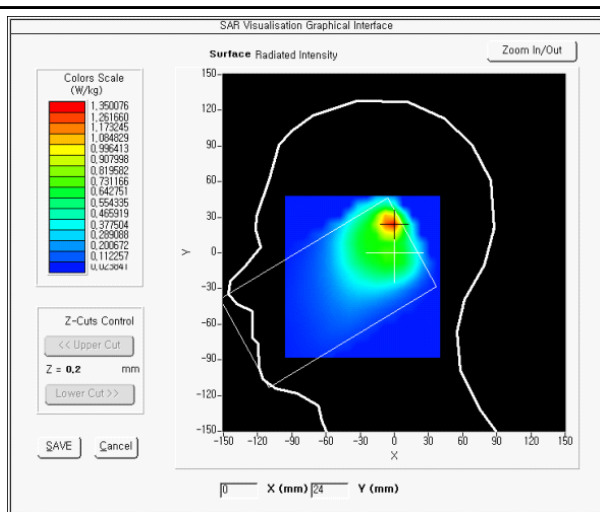 SAR Visualisation Graphical Interface
Surface Radiated Intensity
Zoom In/Out
Colors Scale
(W/kg)
1.350076
1.261660
1.173245
1.084829
0.996413
0.907998
0.819582
0.731166
0.642751
0.554335
0.465919
0.377504
0.289088
0.200672
0.112257
0.023841
Z-Cuts Control
<< Upper Cut
Z = 0.2 mm
Lower Cut >>
SAVE Cancel
150
120
90
60
30
0
-30
-60
-90
-120
-150
Y
-150 -120 -90 -60 -30 0 30 60 90 120 150
X
0 X (mm) 24 Y (mm)